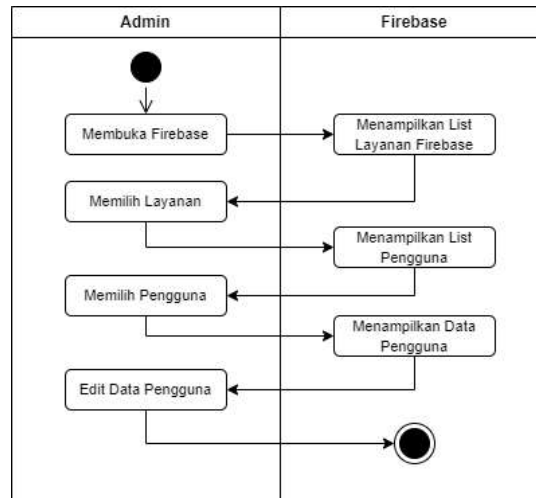 Admin
Firebase
Membuka Firebase
Menampilkan List
Layanan Firebase
Memilih Layanan
Menampilkan List
Pengguna
Memilih Pengguna
Menampilkan Data
Pengguna
Edit Data Pengguna